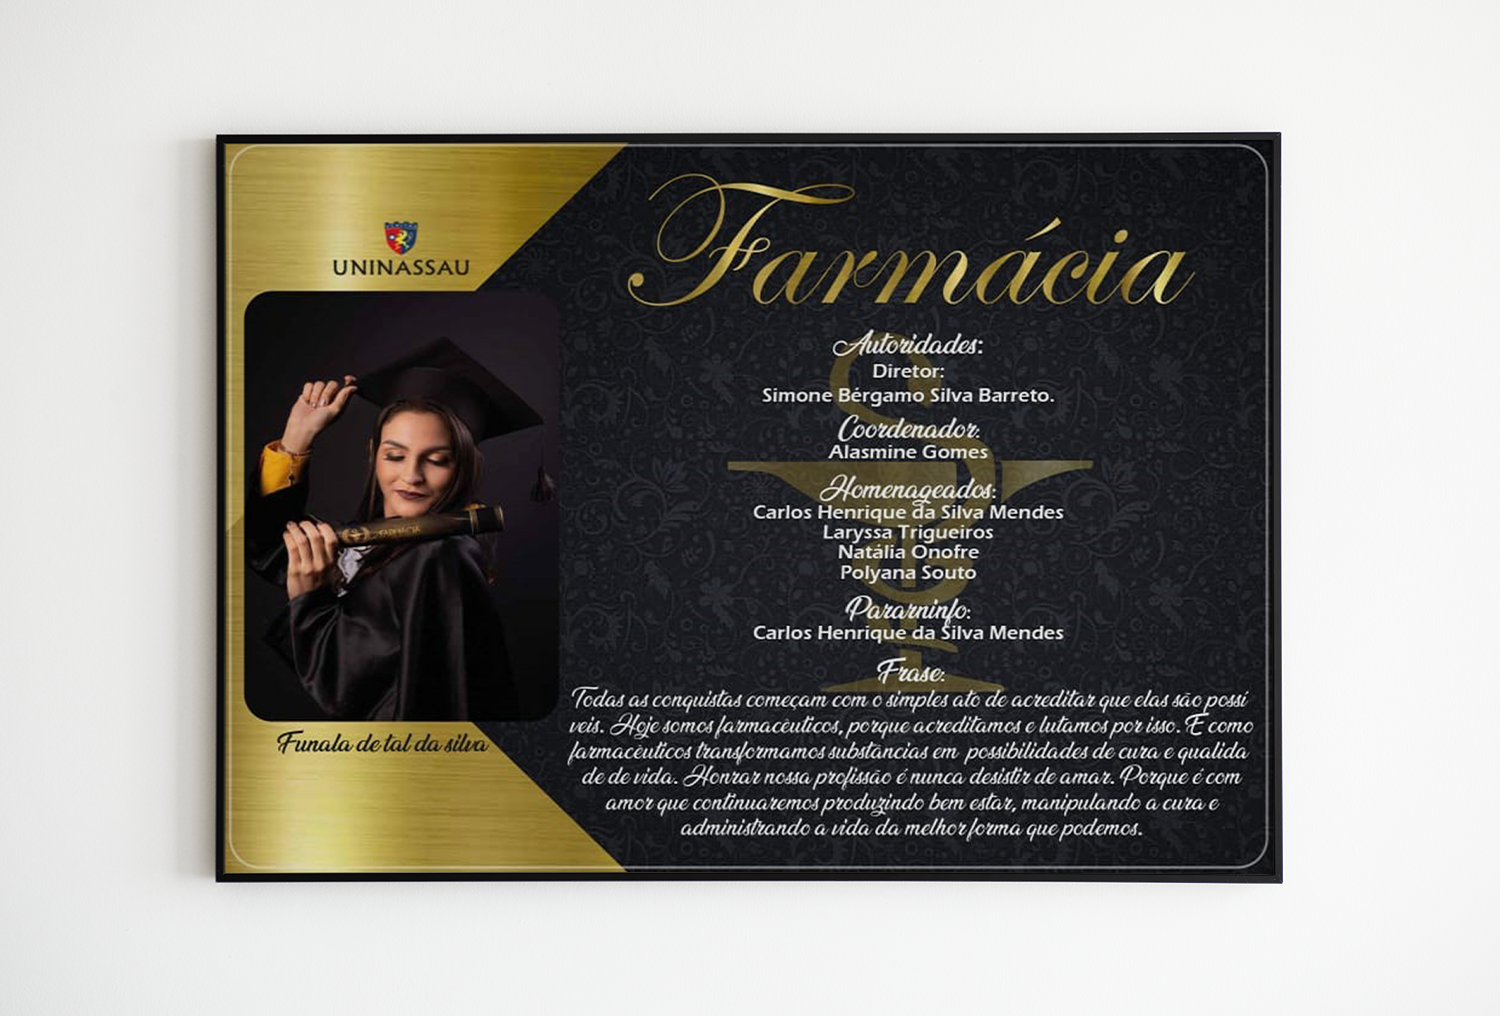 UNINASSAU
Farmácia
Autoridades:
Diretor:
Simone Bérgamo Silva Barreto.
Coordenador:
Alasmine Gomes
Homenageados:
Carlos Henrique da Silva Mendes
Laryssa Trigueiros
Natália Onofre
Polyana Souto
Pararninfo:
Carlos Henrique da Silva Mendes
Frase:
Todas as conquistas começam com o simples ato de acreditar que elas são possí
veis. Hoje somos farmacêuticos, porque acreditamos e lutamos por isso. E como
farmacêuticos transformamos substâncias em possibilidades de cura e qualida
de de vida. Honrar nossa profissão é nunca desistir de amar. Porque é com
amor que continuaremos produzindo bem estar, manipulando a cura e
administrando a vida da melhor forma que podemos.
FARMÁCIA
Funala de tal da silva